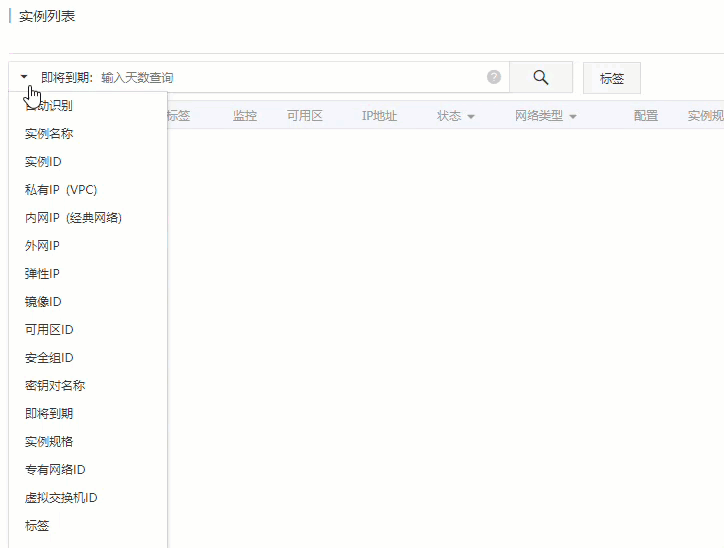 实例列表
即将到期: 输入天数查询 ? 标签
标签 监控 可用区 IP地址 状态 网络类型 配置 实例规
自动识别
实例名称
实例ID
私有IP (VPC)
内网IP (经典网络)
外网IP
弹性IP
镜像ID
可用区ID
安全组ID
密钥对名称
即将到期
实例规格
专有网络ID
虚拟交换机ID
标签